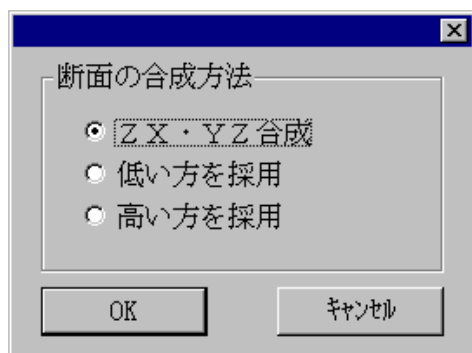 断面の合成方法
ＺＸ・ＹＺ合成
低い方を採用
高い方を採用
OK
ｷｬﾝｾﾙ